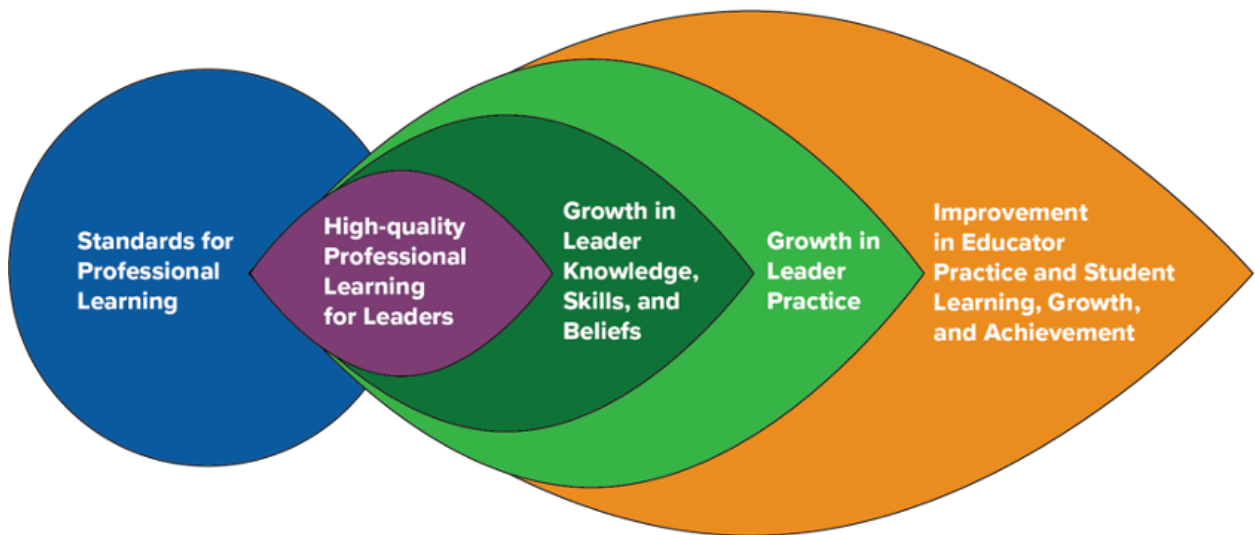 Standards for
Professional
Learning
High-quality
Professional
Learning
for Leaders
Growth in
Leader
Knowledge,
Skills, and
Beliefs
Growth in
Leader
Practice
Improvement
in Educator
Practice and Student
Learning, Growth,
and Achievement